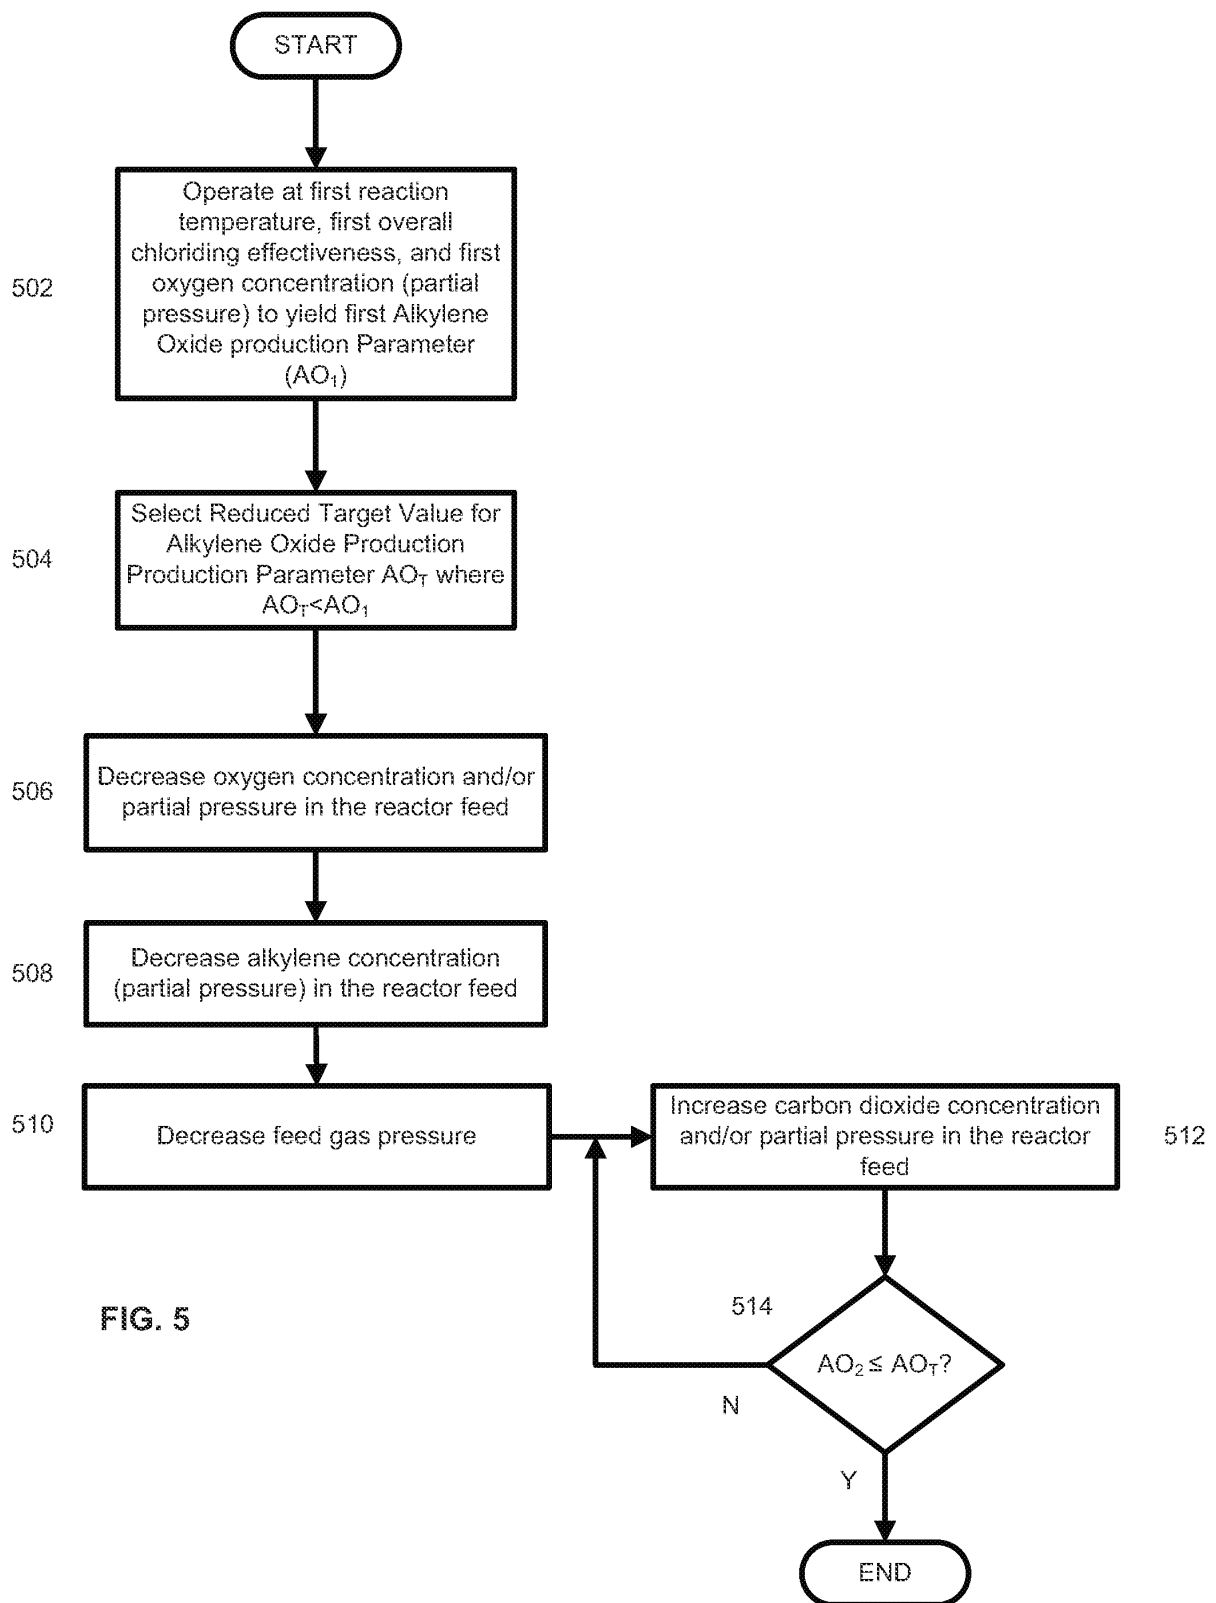 START
502
Operate at first reaction
temperature, first overall
chloriding effectiveness, and first
oxygen concentration (partial
pressure) to yield first Alkylene
Oxide production Parameter
(AO₁)
504
Select Reduced Target Value for
Alkylene Oxide Production
Production Parameter AO_T where
AO_T<AO₁
506
Decrease oxygen concentration and/or
partial pressure in the reactor feed
508
Decrease alkylene concentration
(partial pressure) in the reactor feed
510
Decrease feed gas pressure
Increase carbon dioxide concentration
and/or partial pressure in the reactor
feed
512
514
AO₂ ≤ AO_T?
N
Y
END
FIG. 5